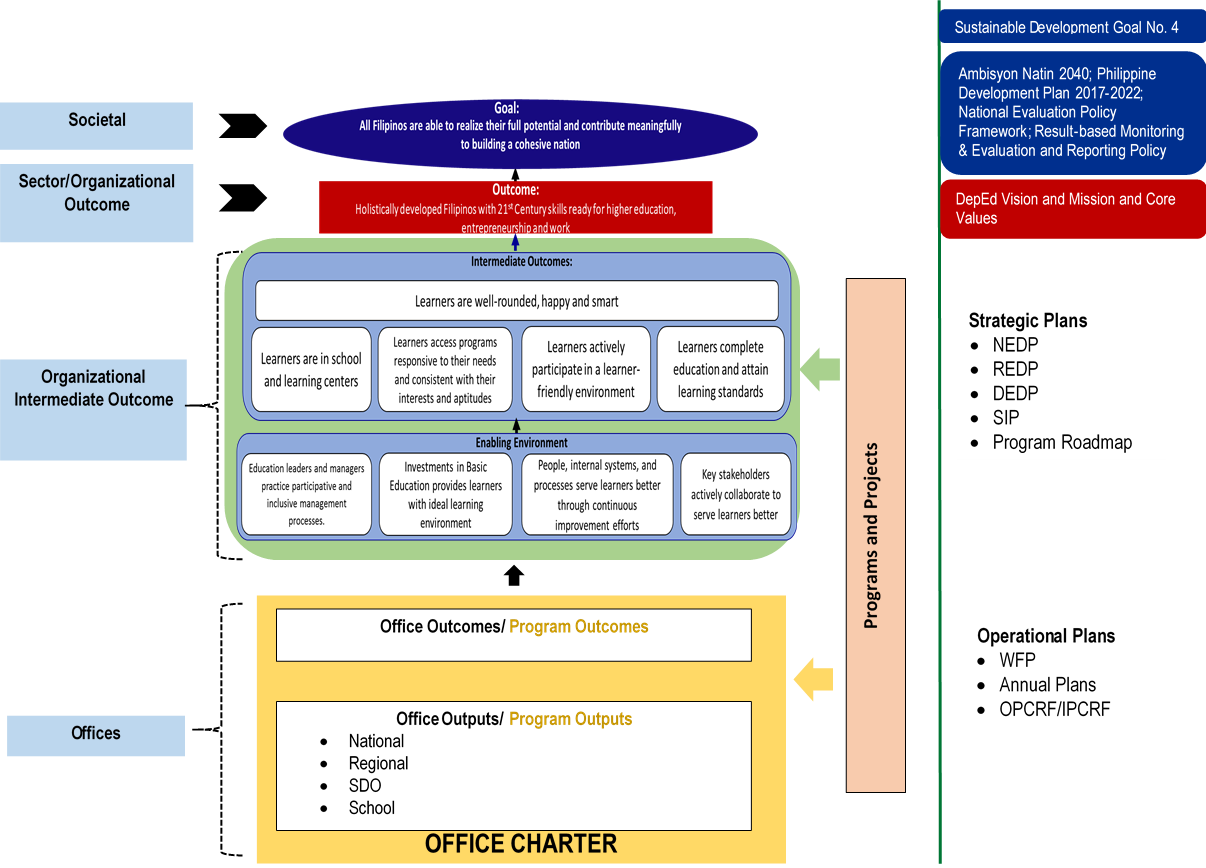 Sustainable Development Goal No. 4
Ambisyon Natin 2040; Philippine
Development Plan 2017-2022;
National Evaluation Policy
Framework; Result-based Monitoring
& Evaluation and Reporting Policy
DepEd Vision and Mission and Core
Values
Societal
Goal:
All Filipinos are able to realize their full potential and contribute meaningfully
to building a cohesive nation
Sector/Organizational
Outcome
Outcome:
Holistically developed Filipinos with 21st Century skills ready for higher education,
entrepreneurship and work
Organizational
Intermediate Outcome
Intermediate Outcomes:
Learners are well-rounded, happy and smart
Learners are in school
and learning centers
Learners access programs
responsive to their needs
and consistent with their
interests and aptitudes
Learners actively
participate in a learner-
friendly environment
Learners complete
education and attain
learning standards
Enabling Environment
Education leaders and managers
practice participative and
inclusive management
processes.
Investments in Basic
Education provides learners
with ideal learning
environment
People, internal systems, and
processes serve learners better
through continuous
improvement efforts
Key stakeholders
actively collaborate to
serve learners better
Programs and Projects
Strategic Plans
• NEDP
• REDP
• DEDP
• SIP
• Program Roadmap
Offices
Office Outcomes/ Program Outcomes
Office Outputs/ Program Outputs
• National
• Regional
• SDO
• School
OFFICE CHARTER
Operational Plans
• WFP
• Annual Plans
• OPCRF/IPCRF